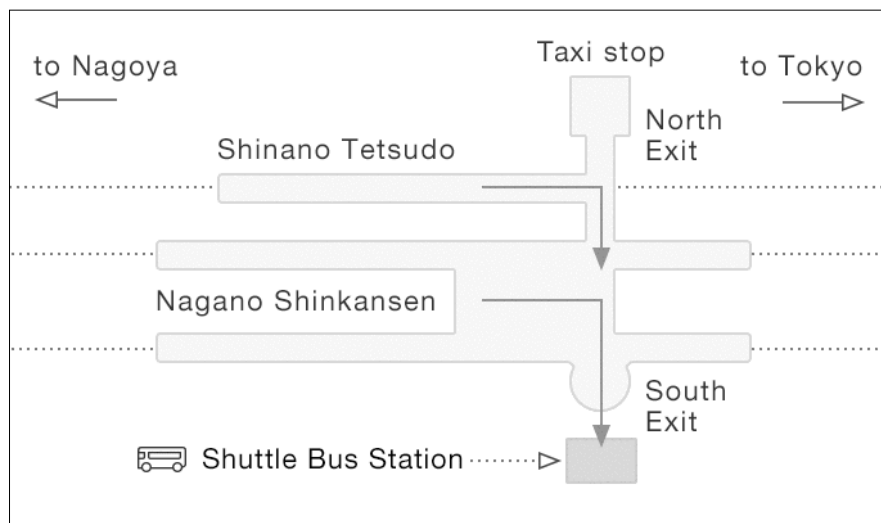 Taxi stop
to Nagoya
to Tokyo
North
Exit
Shinano Tetsudo
Nagano Shinkansen
South
Exit
Shuttle Bus Station